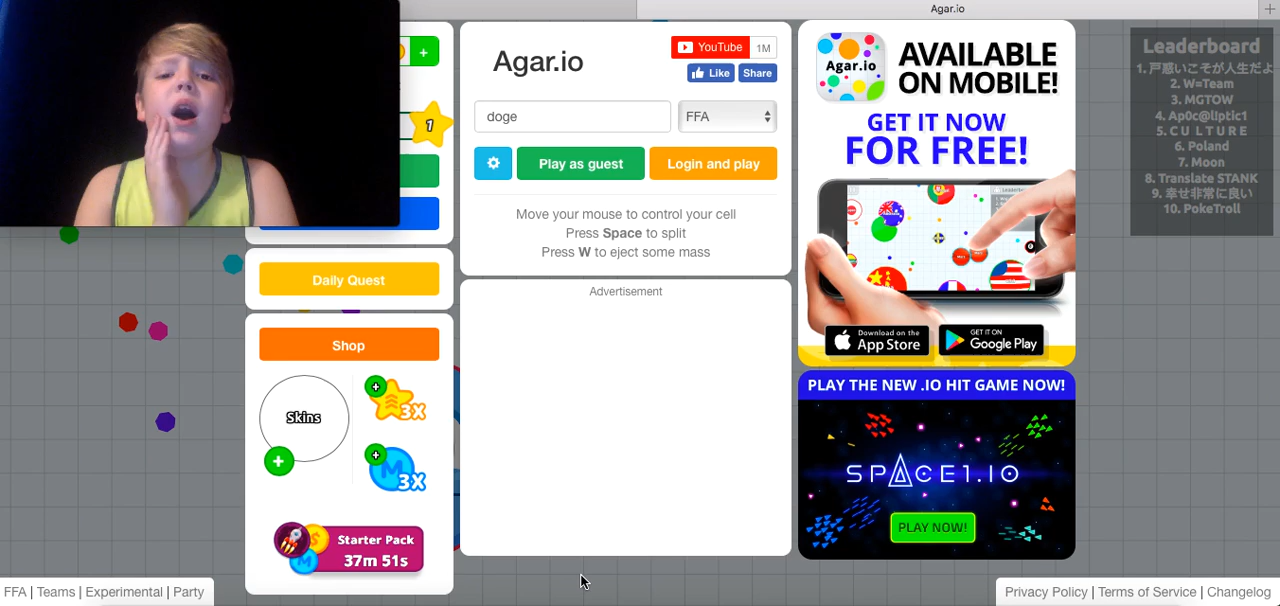 Agar.io
+
1
Daily Quest
Shop
Skins
+
+
3X
+
M
3X
Starter Pack
37m 51s
Agar.io
YouTube 1M
Like Share
doge FFA
Play as guest Login and play
Move your mouse to control your cell
Press Space to split
Press W to eject some mass
Advertisement
Agar.io
AVAILABLE
ON MOBILE!
GET IT NOW
FOR FREE!
Download on the
App Store
GET IT ON
Google Play
PLAY THE NEW .IO HIT GAME NOW!
SPACE1.IO
PLAY NOW!
Leaderboard
1. 戸惑いこそが人生だよ
2. W=Team
3. MGTOW
4. Ap0c@l!ptic1
5. C U L T U R E
6. Poland
7. Moon
8. Translate STANK
9. 幸せ非常に良い
10. PokeTroll
FFA | Teams | Experimental | Party
Privacy Policy | Terms of Service | Changelog